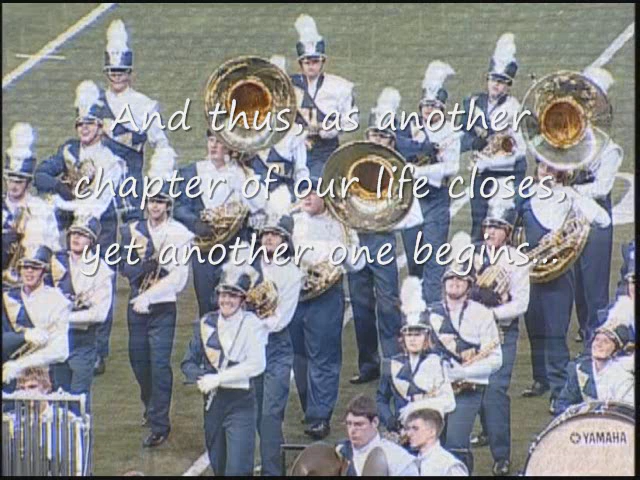 And thus, as another
chapter of our life closes,
yet another one begins...
YAMAHA